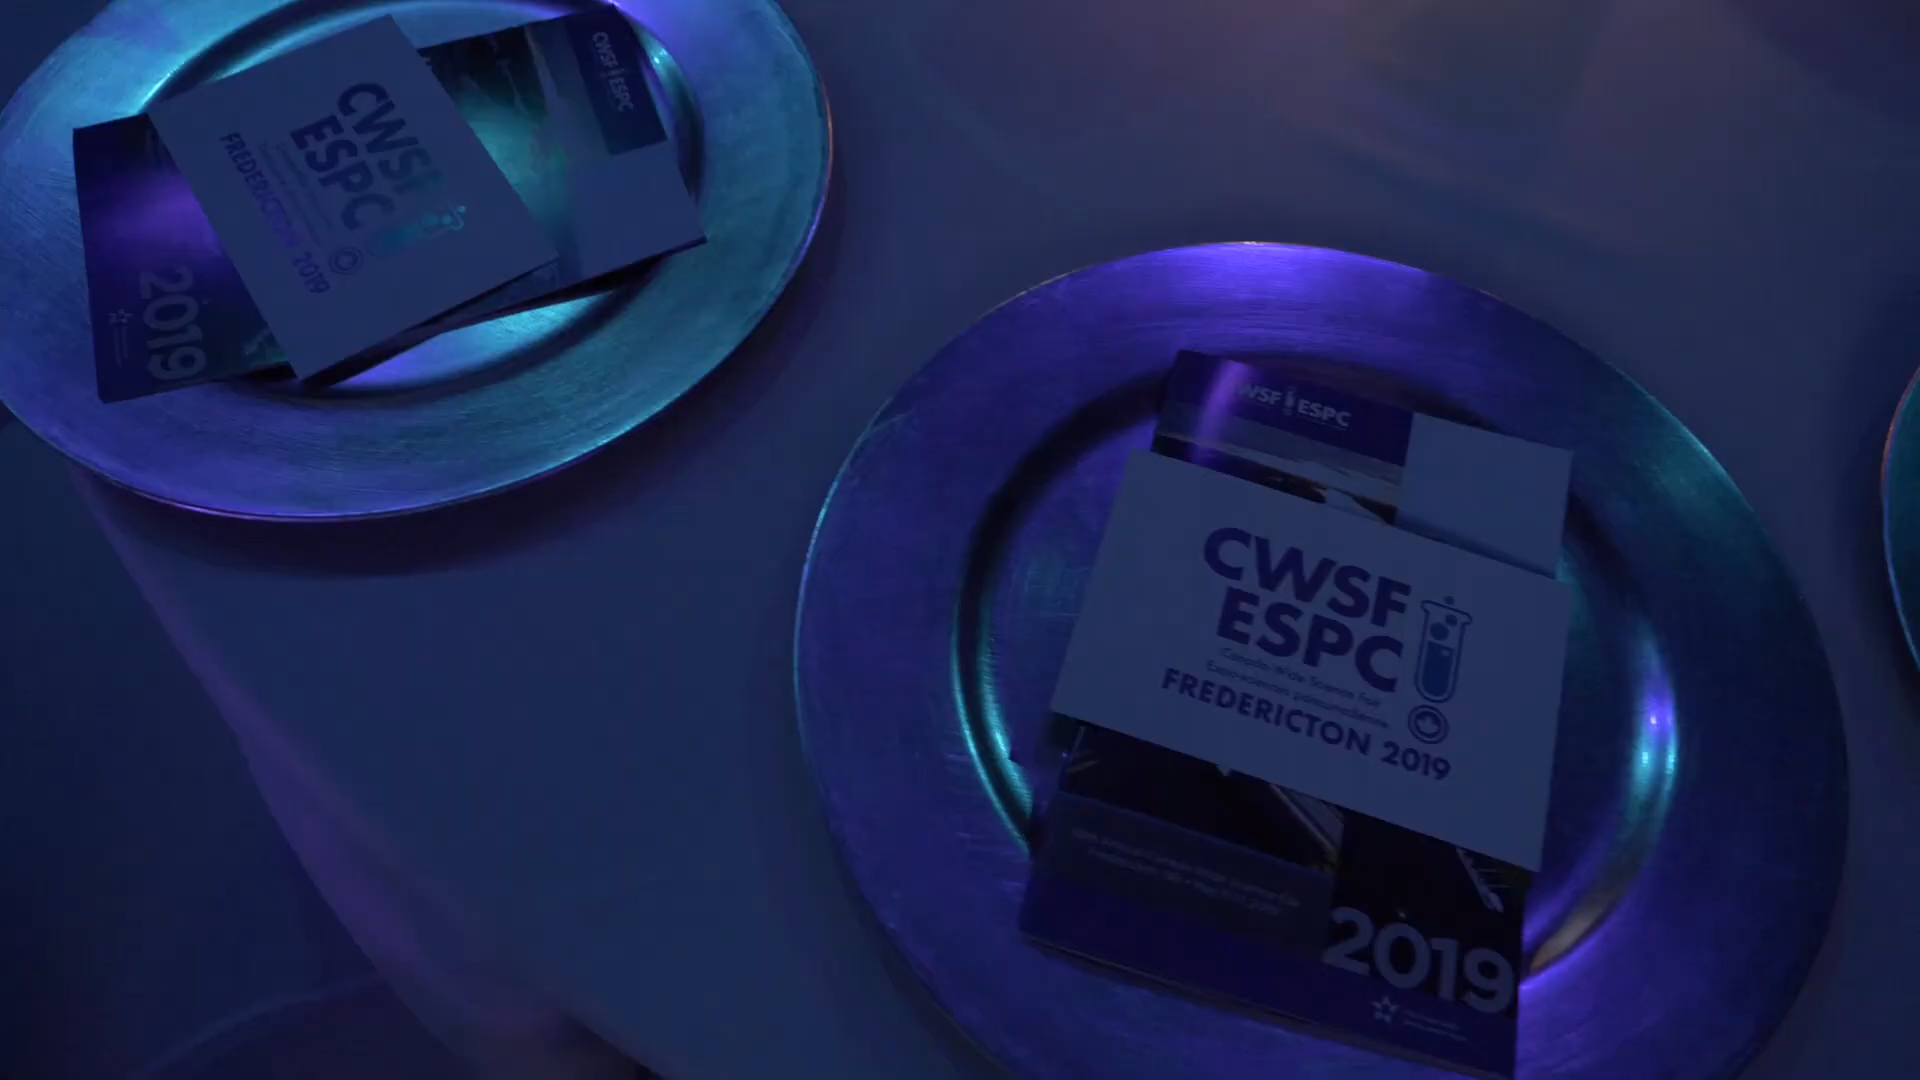 CWSF
ESPC
FREDERICTON 2019
CWSF ESPC
2019
CWSF ESPC
CWSF
ESPC
Canada-Wide Science Fair
Expo-sciences pancanadienne
FREDERICTON 2019
2019